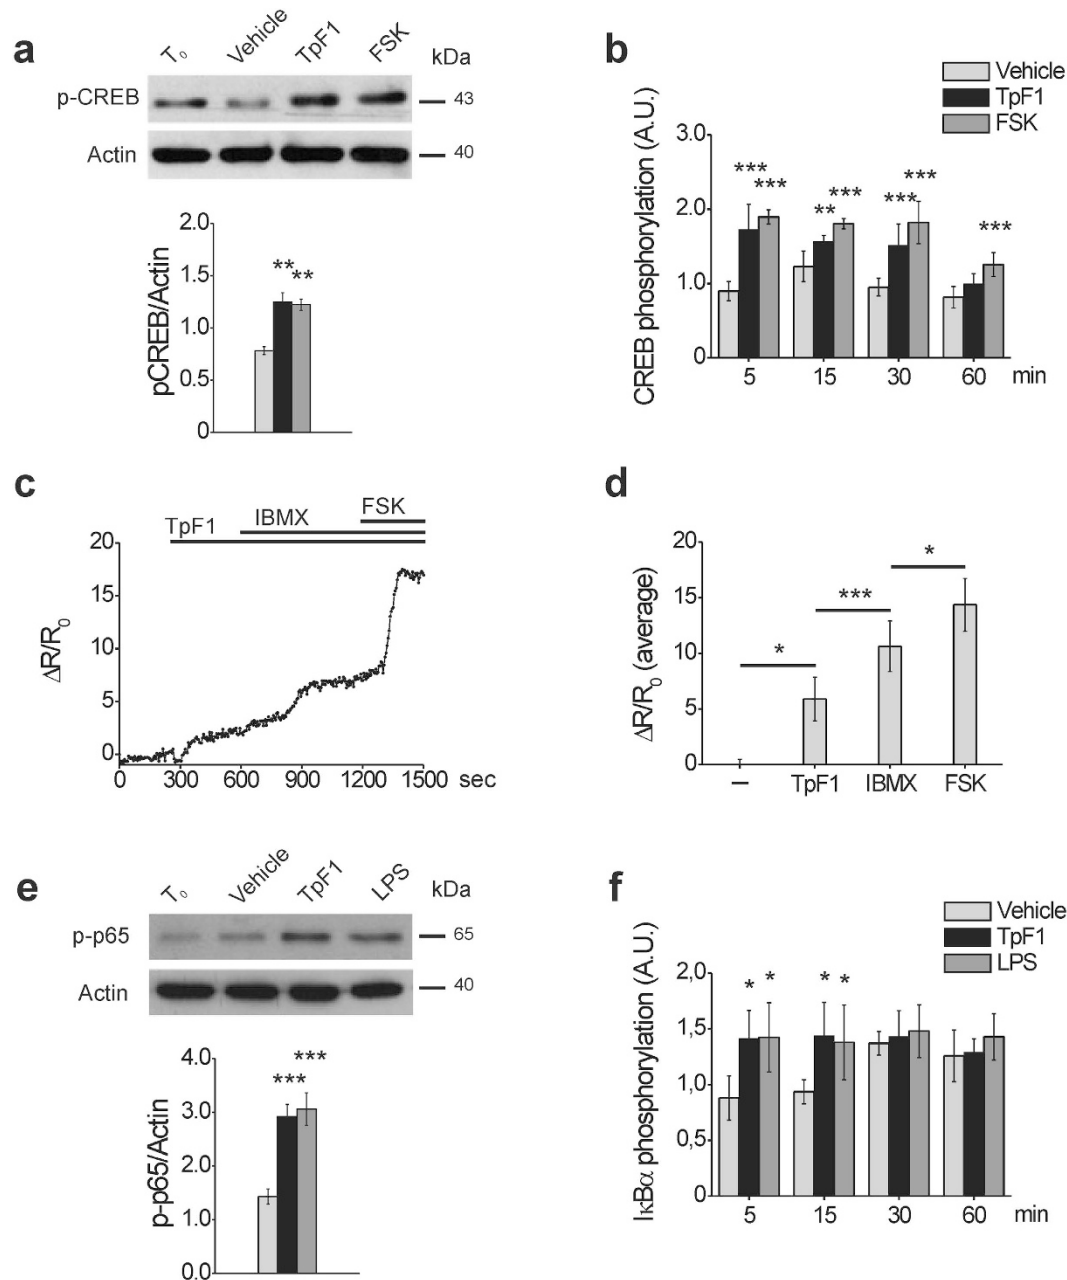 a
T₀ Vehicle TpF1 FSK kDa
p-CREB 43
Actin 40
pCREB/Actin
2.0
1.5
1.0
0.5
0
** **
b
Vehicle
TpF1
FSK
CREB phosphorylation (A.U.)
3.0
2.0
1.0
0
*** *** ** *** *** *** ***
5 15 30 60 min
c
TpF1 IBMX FSK
ΔR/R₀
20
15
10
5
0
0 300 600 900 1200 1500 sec
d
ΔR/R₀ (average)
20
15
10
5
0
* *** *
– TpF1 IBMX FSK
e
T₀ Vehicle TpF1 LPS kDa
p-p65 65
Actin 40
p-p65/Actin
4.0
3.0
2.0
1.0
0.0
*** ***
f
Vehicle
TpF1
LPS
IκBα phosphorylation (A.U.)
2,0
1,5
1,0
0,5
0
* * * *
5 15 30 60 min